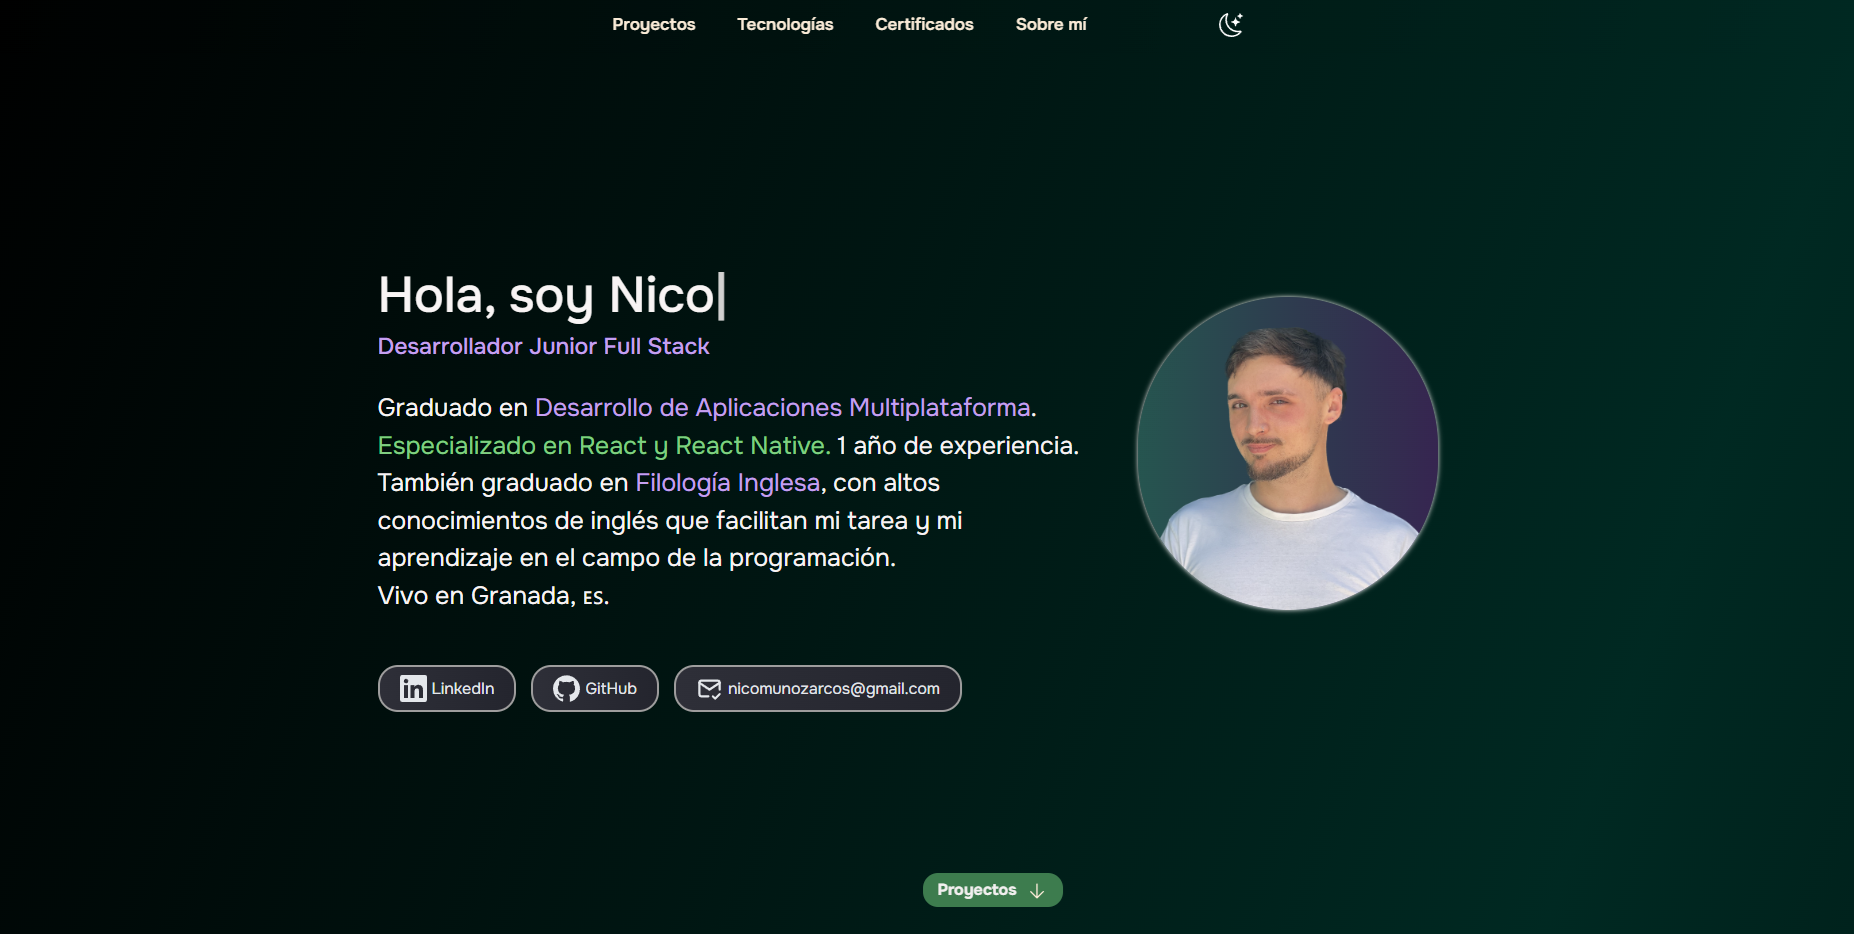 Proyectos Tecnologías Certificados Sobre mí
Hola, soy Nico|
Desarrollador Junior Full Stack
Graduado en Desarrollo de Aplicaciones Multiplataforma.
Especializado en React y React Native. 1 año de experiencia.
También graduado en Filología Inglesa, con altos
conocimientos de inglés que facilitan mi tarea y mi
aprendizaje en el campo de la programación.
Vivo en Granada, ES.
LinkedIn GitHub nicomunozarcos@gmail.com
Proyectos